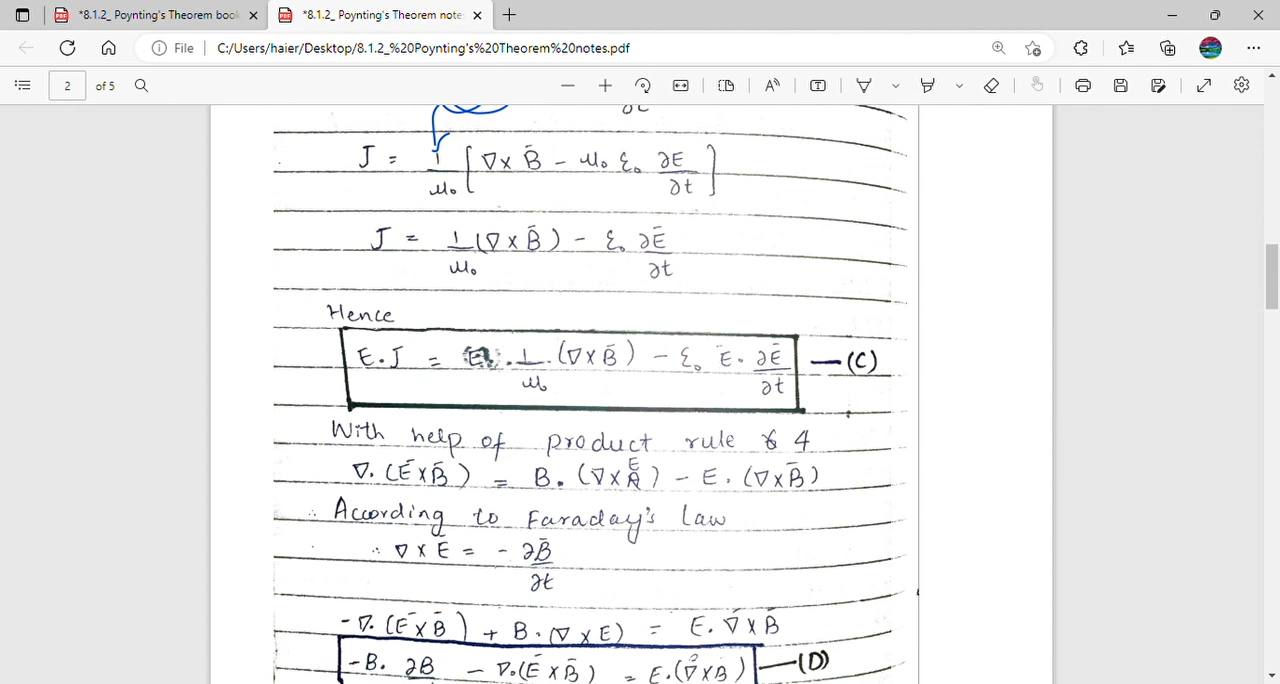 *8.1.2_ Poynting's Theorem book
*8.1.2_ Poynting's Theorem note
File
C:/Users/haier/Desktop/8.1.2_%20Poynting's%20Theorem%20notes.pdf
2 of 5
∂t
J = 1/μ₀ [∇ × B̄ - μ₀ ε₀ ∂E/∂t]
J = 1/μ₀ (∇ × B̄) - ε₀ ∂Ē/∂t
Hence
E.J = E . 1/μ₀ . (∇ × B̄) - ε₀ Ē . ∂Ē/∂t — (C)
With help of product rule 4
∇. (Ē × B̄) = B. (∇ × E) - E. (∇ × B̄)
∴ According to Faraday's law
∴ ∇ × E = - ∂B̄/∂t
-∇. (Ē × B̄) + B. (∇ × E) = E. ∇ × B̄
-B. ∂B - ∇.(Ē × B̄) = E. (∇ × B) — (D)